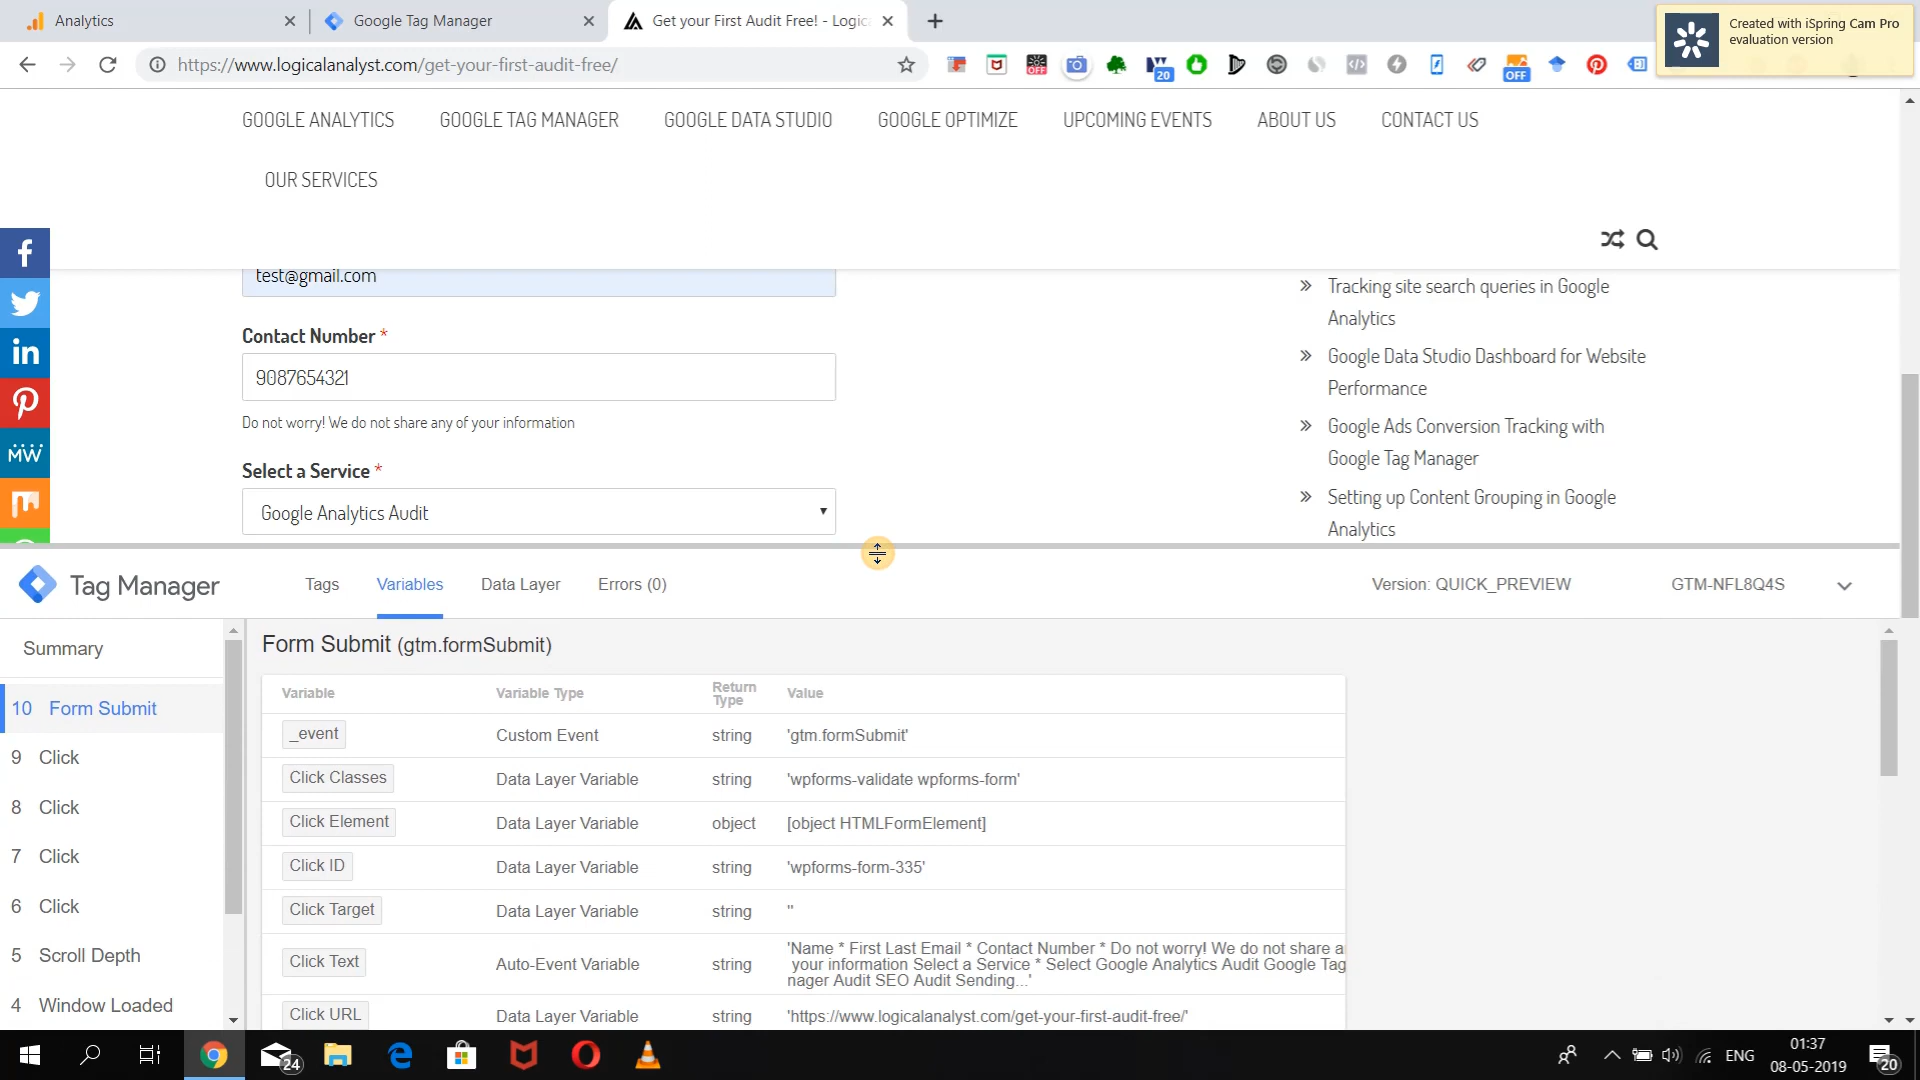 Analytics
Google Tag Manager
Get your First Audit Free! - Logic
Created with iSpring Cam Pro
evaluation version
https://www.logicalanalyst.com/get-your-first-audit-free/
OFF
20
OFF
GOOGLE ANALYTICS
GOOGLE TAG MANAGER
GOOGLE DATA STUDIO
GOOGLE OPTIMIZE
UPCOMING EVENTS
ABOUT US
CONTACT US
OUR SERVICES
test@gmail.com
Contact Number *
9087654321
Do not worry! We do not share any of your information
Select a Service *
Google Analytics Audit
Tracking site search queries in Google
Analytics
Google Data Studio Dashboard for Website
Performance
Google Ads Conversion Tracking with
Google Tag Manager
Setting up Content Grouping in Google
Analytics
MW
Tag Manager
Tags
Variables
Data Layer
Errors (0)
Version: QUICK_PREVIEW
GTM-NFL8Q4S
Summary
10 Form Submit
9 Click
8 Click
7 Click
6 Click
5 Scroll Depth
4 Window Loaded
Form Submit (gtm.formSubmit)
Variable Variable Type Return Type Value
_event Custom Event string 'gtm.formSubmit'
Click Classes Data Layer Variable string 'wpforms-validate wpforms-form'
Click Element Data Layer Variable object [object HTMLFormElement]
Click ID Data Layer Variable string 'wpforms-form-335'
Click Target Data Layer Variable string ''
Click Text Auto-Event Variable string 'Name * First Last Email * Contact Number * Do not worry! We do not share a
your information Select a Service * Select Google Analytics Audit Google Tag
nager Audit SEO Audit Sending...'
Click URL Data Layer Variable string 'https://www.logicalanalyst.com/get-your-first-audit-free/'
24
ENG
01:37
08-05-2019
20